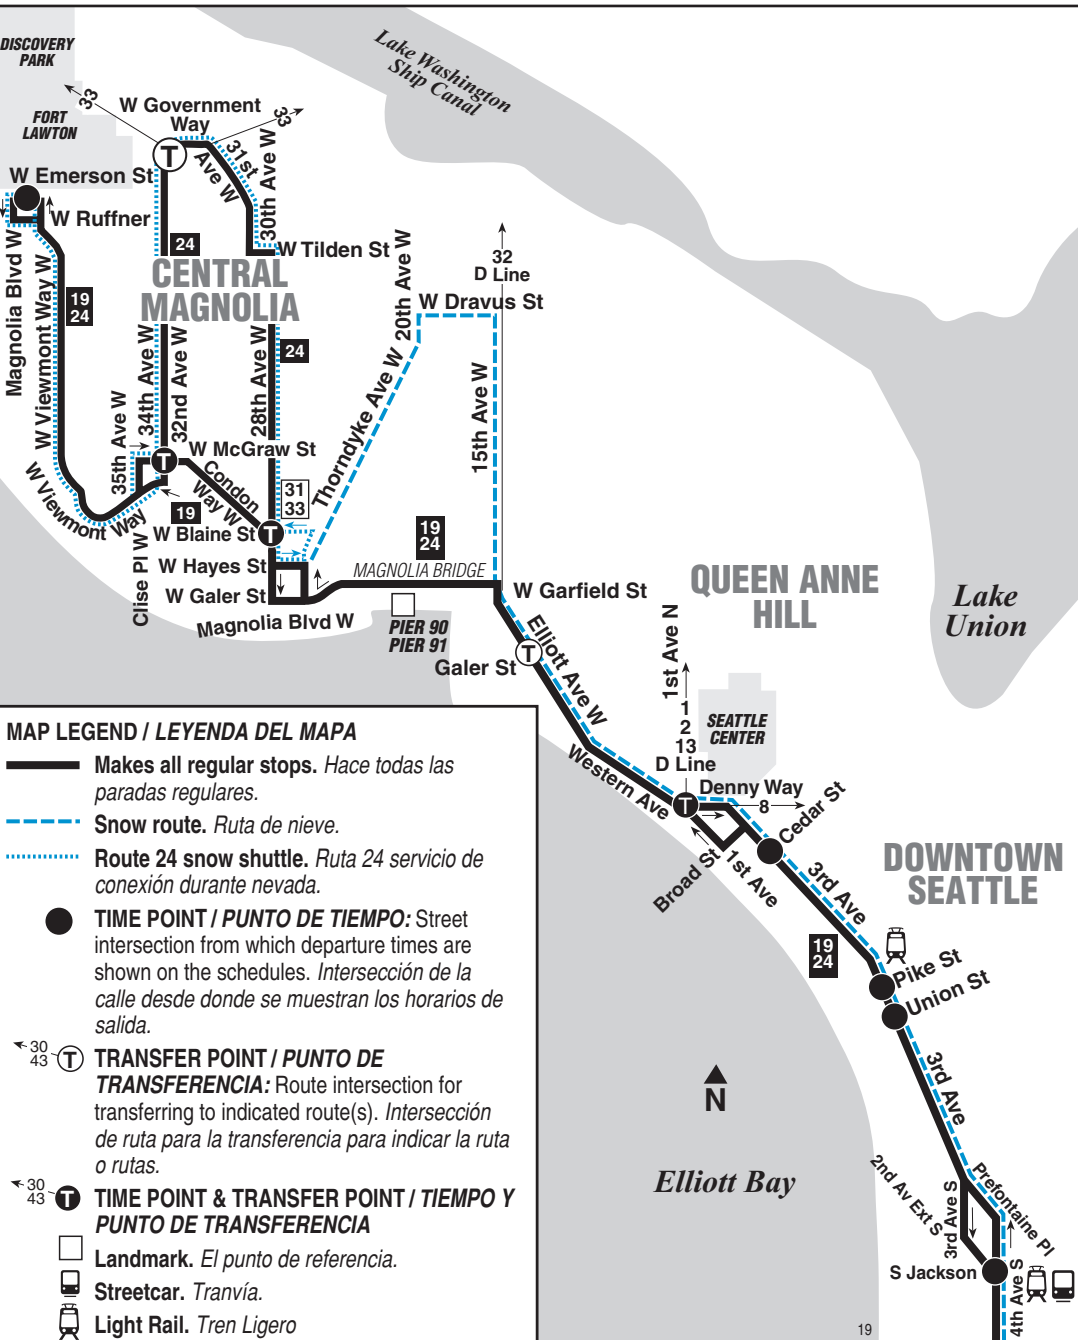 DISCOVERY
PARK
33
W Government
Way
33
FORT
LAWTON
Lake Washington
Ship Canal
31st
Ave W
30th Ave W
W Emerson St
W Ruffner
24
W Tilden St
CENTRAL
MAGNOLIA
Magnolia Blvd W
W Viewmont Way W
19
24
34th Ave W
32nd Ave W
28th Ave W
24
20th Ave W
32
D Line
W Dravus St
Thorndyke Ave W
15th Ave W
35th Ave W
W McGraw St
Condon
Way W
31
33
W Viewmont Way
19
W Blaine St
Clise Pl W
W Hayes St
W Galer St
Magnolia Blvd W
19
24
MAGNOLIA BRIDGE
PIER 90
PIER 91
W Garfield St
Galer St
Elliott Ave W
QUEEN ANNE
HILL
Lake
Union
1st Ave N
1
2
13
D Line
SEATTLE
CENTER
Western Ave
Denny Way
8
Cedar St
Broad St
1st Ave
3rd Ave
DOWNTOWN
SEATTLE
19
24
Pike St
Union St
3rd Ave
N
Elliott Bay
2nd Av Ext S
3rd Ave S
Prefontaine Pl
S Jackson
4th Ave S
19
MAP LEGEND / LEYENDA DEL MAPA
Makes all regular stops. Hace todas las
paradas regulares.
Snow route. Ruta de nieve.
Route 24 snow shuttle. Ruta 24 servicio de
conexión durante nevada.
TIME POINT / PUNTO DE TIEMPO: Street
intersection from which departure times are
shown on the schedules. Intersección de la
calle desde donde se muestran los horarios de
salida.
30
43
T
TRANSFER POINT / PUNTO DE
TRANSFERENCIA: Route intersection for
transferring to indicated route(s). Intersección
de ruta para la transferencia para indicar la ruta
o rutas.
30
43
T
TIME POINT & TRANSFER POINT / TIEMPO Y
PUNTO DE TRANSFERENCIA
Landmark. El punto de referencia.
Streetcar. Tranvía.
Light Rail. Tren Ligero